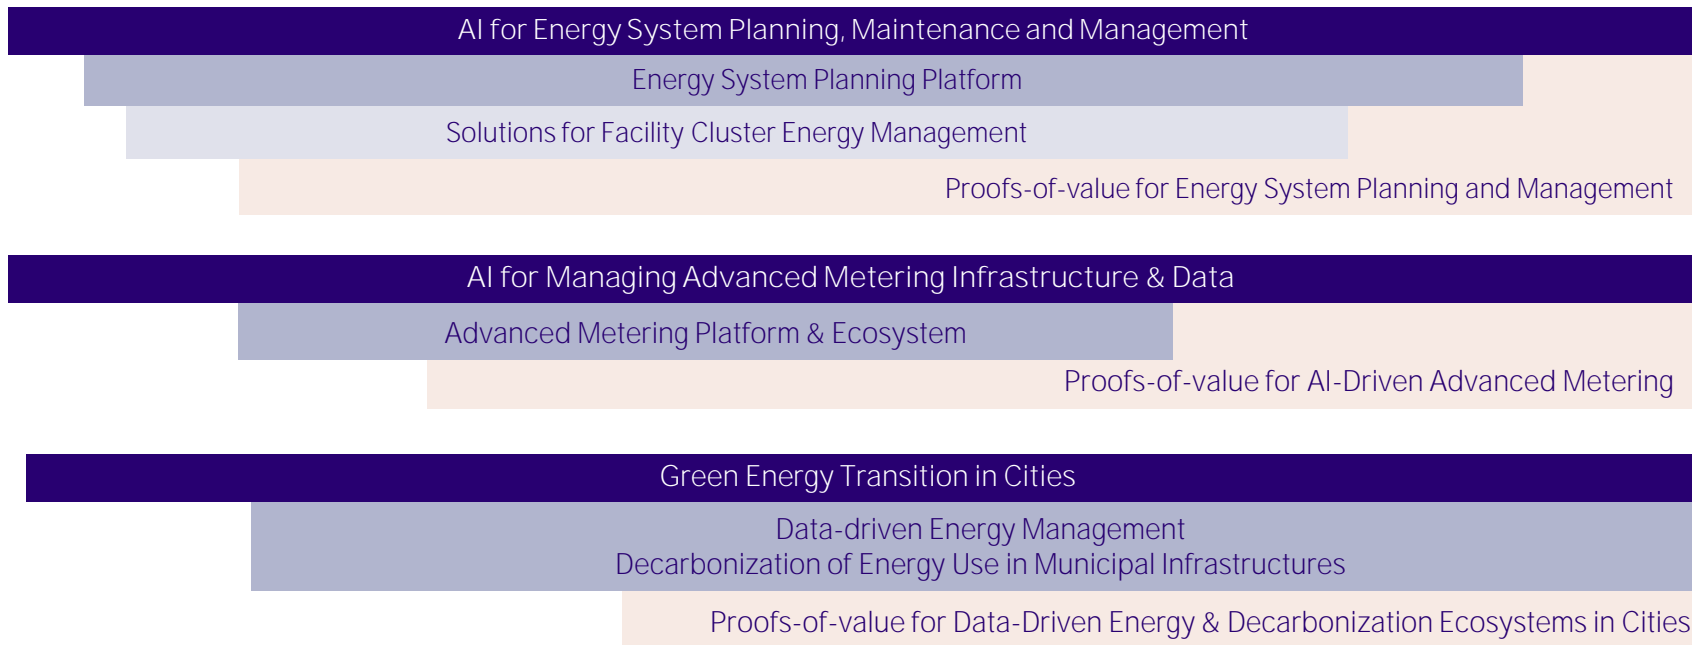 AI for Energy System Planning, Maintenance and Management
Energy System Planning Platform
Solutions for Facility Cluster Energy Management
Proofs-of-value for Energy System Planning and Management
AI for Managing Advanced Metering Infrastructure & Data
Advanced Metering Platform & Ecosystem
Proofs-of-value for AI-Driven Advanced Metering
Green Energy Transition in Cities
Data-driven Energy Management
Decarbonization of Energy Use in Municipal Infrastructures
Proofs-of-value for Data-Driven Energy & Decarbonization Ecosystems in Cities